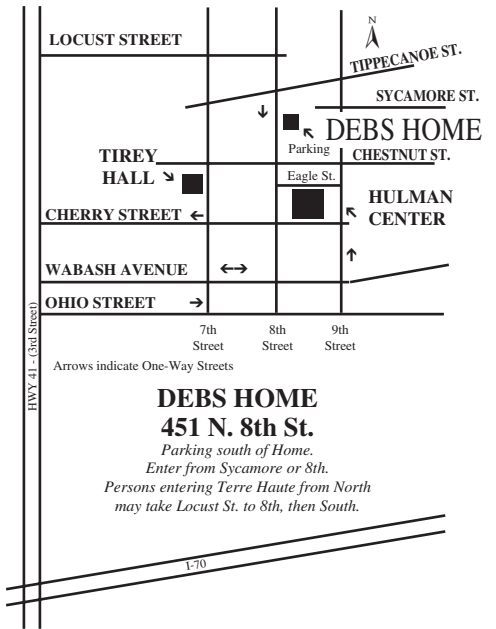 LOCUST STREET
N
TIPPECANOE ST.
SYCAMORE ST.
DEBS HOME
Parking
CHESTNUT ST.
TIREY
HALL
Eagle St.
HULMAN
CENTER
CHERRY STREET
WABASH AVENUE
OHIO STREET
HWY 41 - (3rd Street)
7th
Street
8th
Street
9th
Street
Arrows indicate One-Way Streets
DEBS HOME
451 N. 8th St.
Parking south of Home.
Enter from Sycamore or 8th.
Persons entering Terre Haute from North
may take Locust St. to 8th, then South.
I-70